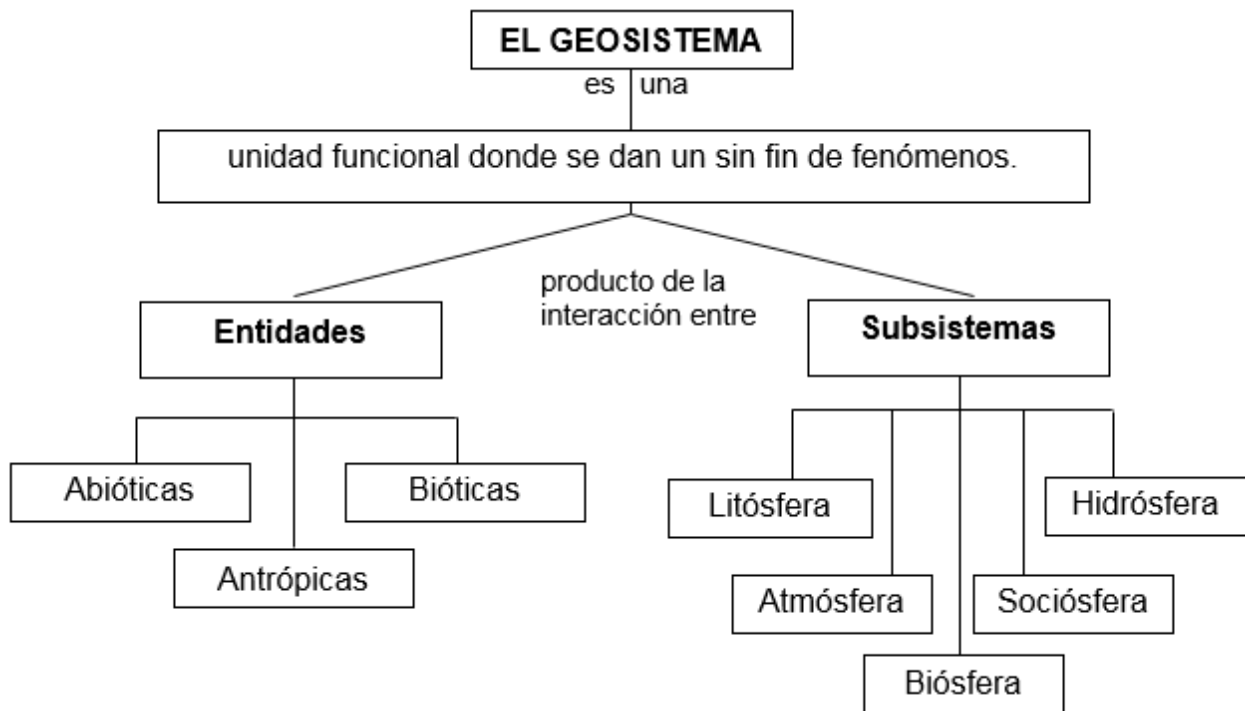 EL GEOSISTEMA
es una
unidad funcional donde se dan un sin fin de fenómenos.
producto de la
interacción entre
Entidades
Subsistemas
Abióticas
Bióticas
Antrópicas
Litósfera
Hidrósfera
Atmósfera
Sociósfera
Biósfera